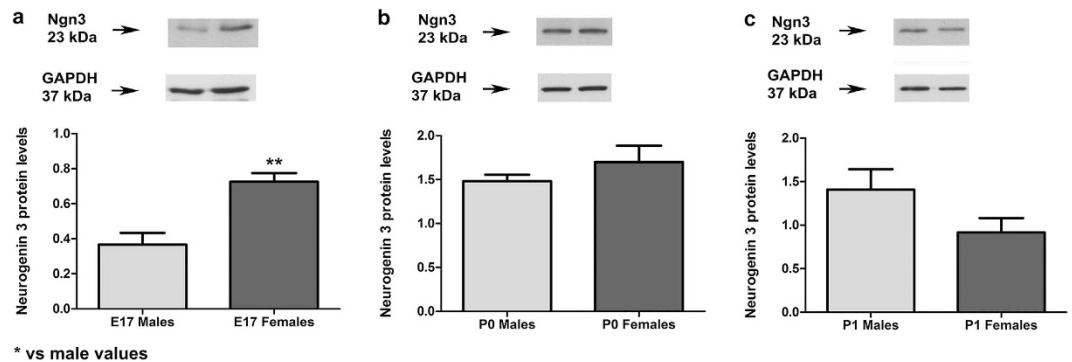 a
Ngn3
23 kDa
GAPDH
37 kDa
Neurogenin 3 protein levels
1.0
0.8
0.6
0.4
0.2
0.0
**
E17 Males
E17 Females
b
Ngn3
23 kDa
GAPDH
37 kDa
Neurogenin 3 protein levels
2.0
1.5
1.0
0.5
0.0
P0 Males
P0 Females
c
Ngn3
23 kDa
GAPDH
37 kDa
Neurogenin 3 protein levels
2.0
1.5
1.0
0.5
0.0
P1 Males
P1 Females
* vs male values